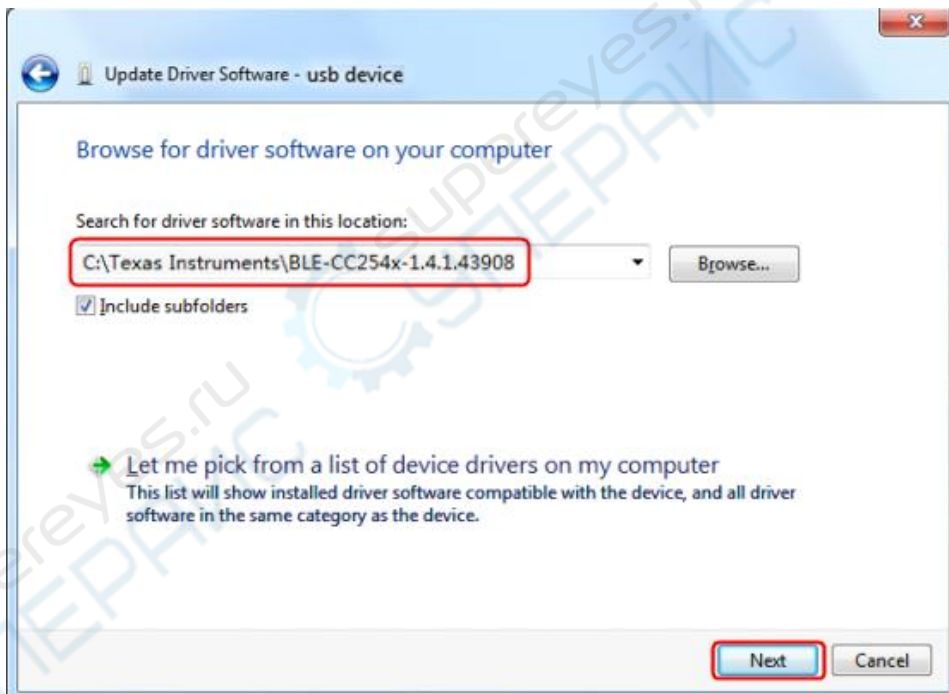 Update Driver Software - usb device
Browse for driver software on your computer
Search for driver software in this location:
C:\Texas Instruments\BLE-CC254x-1.4.1.43908
Browse...
Include subfolders
Let me pick from a list of device drivers on my computer
This list will show installed driver software compatible with the device, and all driver
software in the same category as the device.
Next
Cancel
supereyes.ru
СУПЕРАЙС